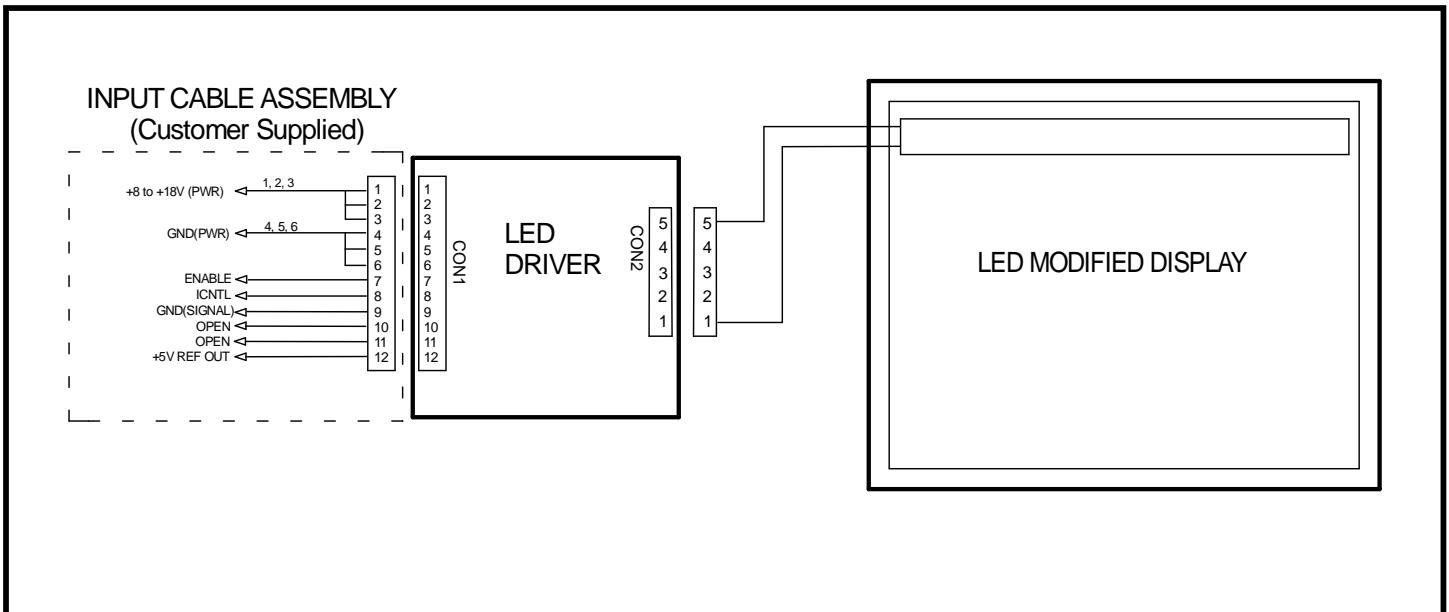 INPUT CABLE ASSEMBLY
(Customer Supplied)
+8 to +18V (PWR)
1, 2, 3
GND(PWR)
4, 5, 6
ENABLE
ICNTL
GND(SIGNAL)
OPEN
OPEN
+5V REF OUT
1
2
3
4
5
6
7
8
9
10
11
12
1
2
3
4
5
6
7
8
9
10
11
12
CON1
LED
DRIVER
CON2
5
4
3
2
1
5
4
3
2
1
LED MODIFIED DISPLAY